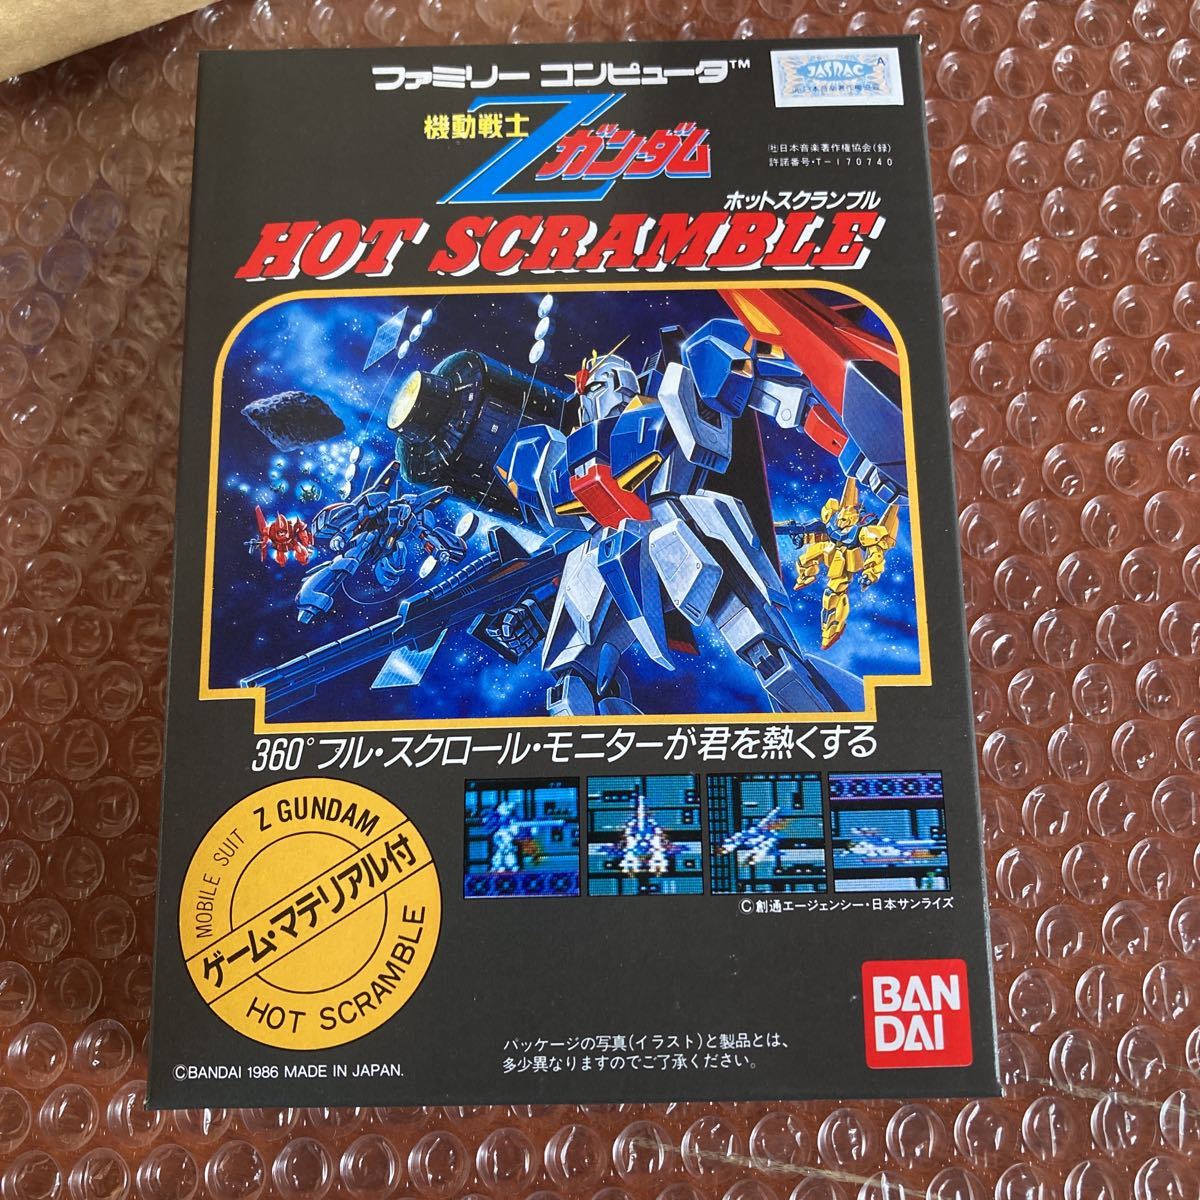 ファミリー コンピュータ™
JASRAC
A
機動戦士
Zガンダム
(社)日本音楽著作権協会(録)
許諾番号・T-170740
ホットスクランブル
HOT SCRAMBLE
360°フル・スクロール・モニターが君を熱くする
MOBILE SUIT Z GUNDAM
ゲーム・マテリアル付
HOT SCRAMBLE
©創通エージェンシー・日本サンライズ
BAN
DAI
パッケージの写真(イラスト)と製品とは、
多少異なりますのでご了承ください。
©BANDAI 1986 MADE IN JAPAN.